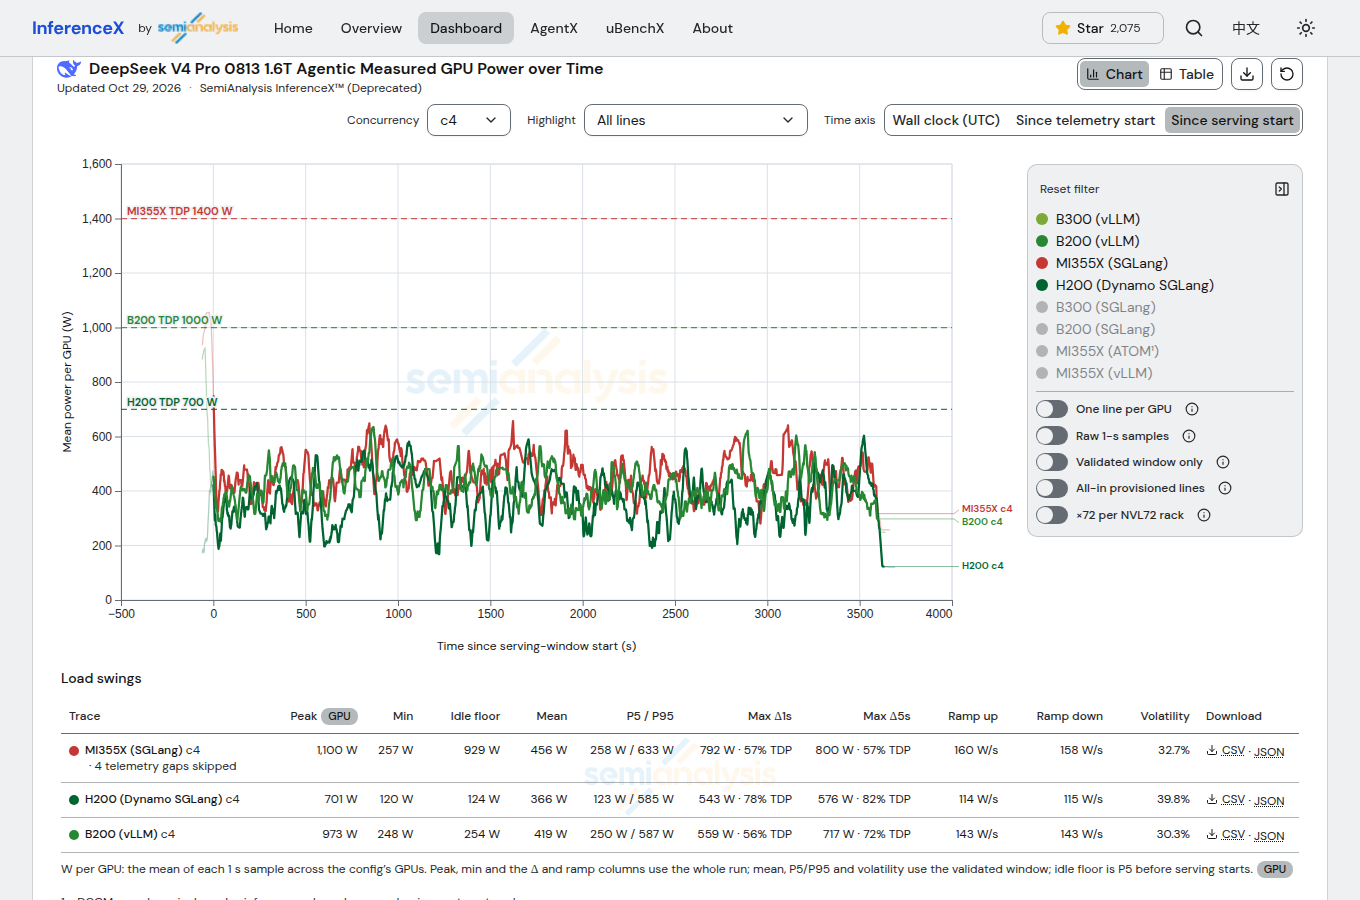 InferenceX by semianalysis Home Overview Dashboard AgentX uBenchX About Star 2,075 中文
DeepSeek V4 Pro 0813 1.6T Agentic Measured GPU Power over Time Chart Table
Updated Oct 29, 2026 · SemiAnalysis InferenceX™ (Deprecated)
Concurrency c4 Highlight All lines Time axis Wall clock (UTC) Since telemetry start Since serving start
1,600
1,400
1,200
1,000
800
600
400
200
0
Mean power per GPU (W)
MI355X TDP 1400 W
B200 TDP 1000 W
H200 TDP 700 W
semianalysis
MI355X c4
B200 c4
H200 c4
−500 0 500 1000 1500 2000 2500 3000 3500 4000
Time since serving-window start (s)
Reset filter
B300 (vLLM)
B200 (vLLM)
MI355X (SGLang)
H200 (Dynamo SGLang)
B300 (SGLang)
B200 (SGLang)
MI355X (ATOM¹)
MI355X (vLLM)
One line per GPU
Raw 1-s samples
Validated window only
All-in provisioned lines
×72 per NVL72 rack
Load swings
Trace Peak GPU Min Idle floor Mean P5 / P95 Max Δ1s Max Δ5s Ramp up Ramp down Volatility Download
MI355X (SGLang) c4 1,100 W 257 W 929 W 456 W 258 W / 633 W 792 W · 57% TDP 800 W · 57% TDP 160 W/s 158 W/s 32.7% CSV · JSON
· 4 telemetry gaps skipped
semianalysis
H200 (Dynamo SGLang) c4 701 W 120 W 124 W 366 W 123 W / 585 W 543 W · 78% TDP 576 W · 82% TDP 114 W/s 115 W/s 39.8% CSV · JSON
B200 (vLLM) c4 973 W 248 W 254 W 419 W 250 W / 587 W 559 W · 56% TDP 717 W · 72% TDP 143 W/s 143 W/s 30.3% CSV · JSON
W per GPU: the mean of each 1 s sample across the config's GPUs. Peak, min and the Δ and ramp columns use the whole run; mean, P5/P95 and volatility use the validated window; idle floor is P5 before serving starts. GPU